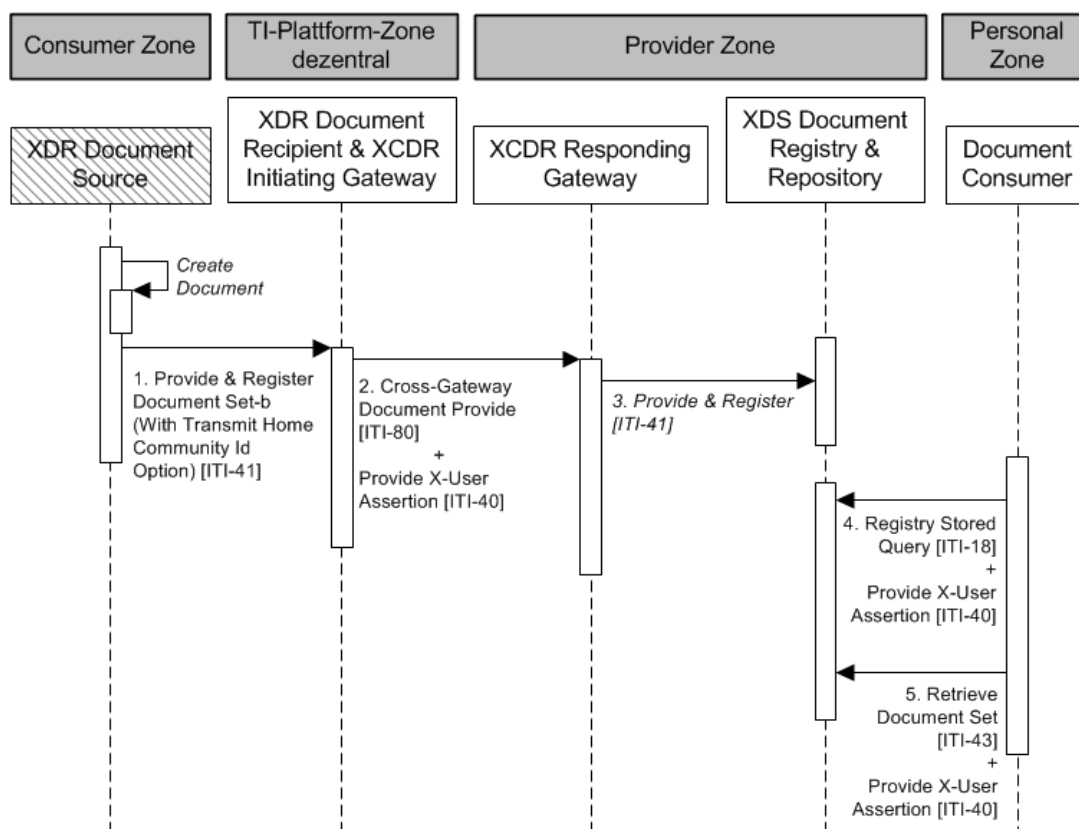 Consumer Zone
TI-Plattform-Zone
dezentral
Provider Zone
Personal
Zone
XDR Document
Source
XDR Document
Recipient & XCDR
Initiating Gateway
XCDR Responding
Gateway
XDS Document
Registry &
Repository
Document
Consumer
Create
Document
1. Provide & Register
Document Set-b
(With Transmit Home
Community Id
Option) [ITI-41]
2. Cross-Gateway
Document Provide
[ITI-80]
+
Provide X-User
Assertion [ITI-40]
3. Provide & Register
[ITI-41]
4. Registry Stored
Query [ITI-18]
+
Provide X-User
Assertion [ITI-40]
5. Retrieve
Document Set
[ITI-43]
+
Provide X-User
Assertion [ITI-40]